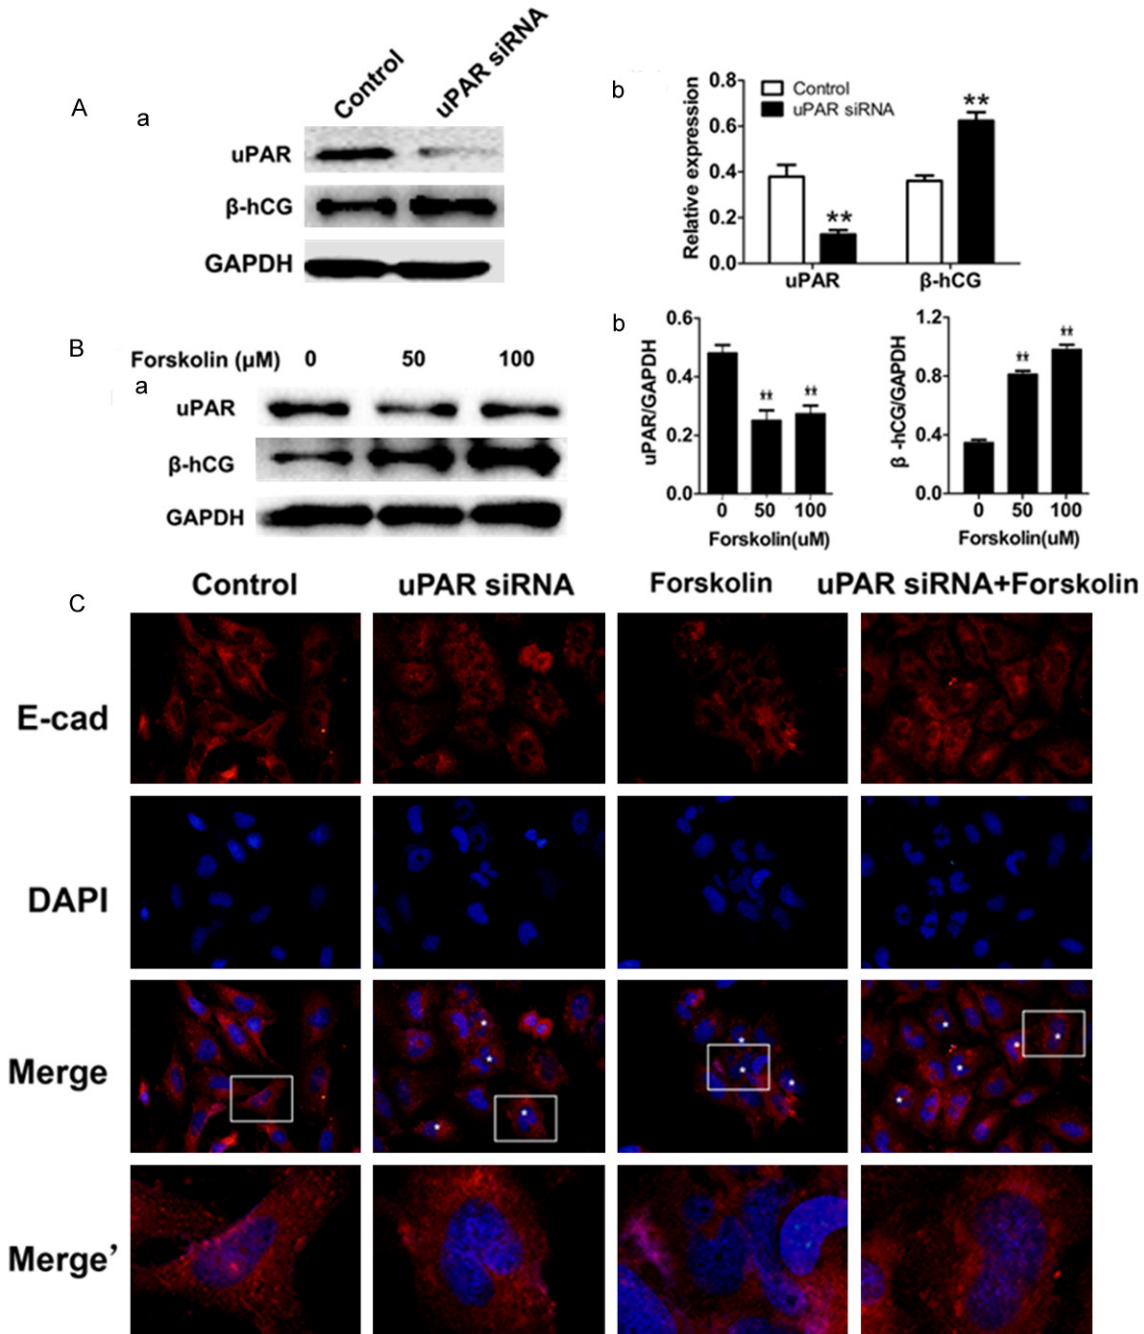 A
a
Control
uPAR siRNA
uPAR
β-hCG
GAPDH
b
Relative expression
0.8
0.6
0.4
0.2
0.0
Control
uPAR siRNA
**
**
uPAR
β-hCG
B
Forskolin (μM) 0 50 100
a
uPAR
β-hCG
GAPDH
b
uPAR/GAPDH
0.6
0.4
0.2
0.0
‡‡
‡‡
0 50 100
Forskolin(uM)
β -hCG/GAPDH
1.2
0.8
0.4
0.0
‡‡
‡‡
0 50 100
Forskolin(uM)
C
Control uPAR siRNA Forskolin uPAR siRNA+Forskolin
E-cad
DAPI
Merge
Merge’